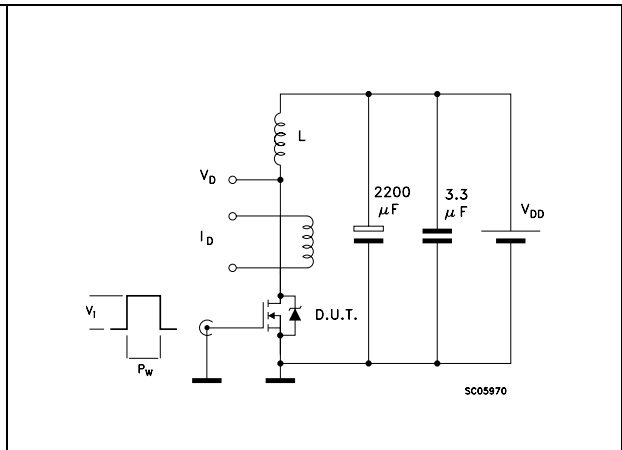 L
V_D
2200
μF
3.3
μF
V_DD
I_D
V_i
P_W
D.U.T.
SC05970